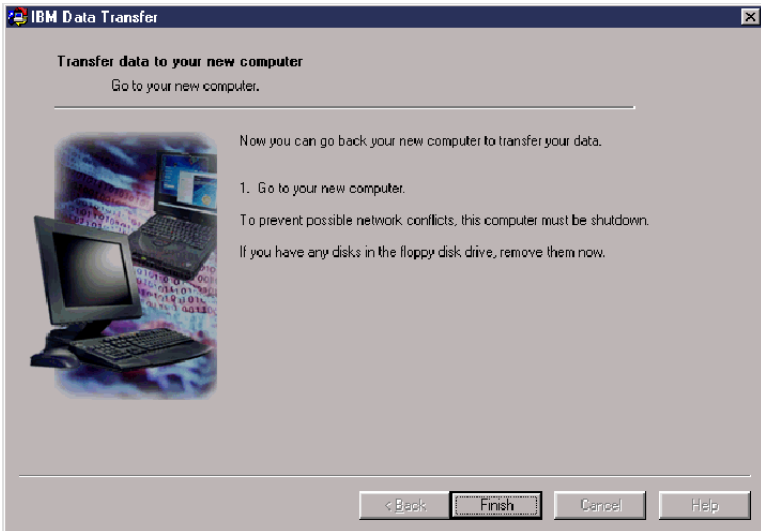 IBM Data Transfer
Transfer data to your new computer
Go to your new computer.
Now you can go back your new computer to transfer your data.
1. Go to your new computer.
To prevent possible network conflicts, this computer must be shutdown.
If you have any disks in the floppy disk drive, remove them now.
< Back Finish Cancel Help